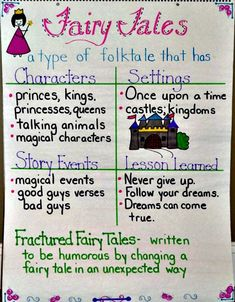 Fairy Tales
a type of folktale that has
Characters
• princes, kings,
princesses, queens
• talking animals
• magical characters
Settings
• Once upon a time
• castles; kingdoms
Story Events
• magical events
• good guys verses
bad guys
Lesson Learned
• Never give up.
• Follow your dreams.
• Dreams can come
true.
Fractured Fairy Tales- written
to be humorous by changing a
fairy tale in an unexpected way